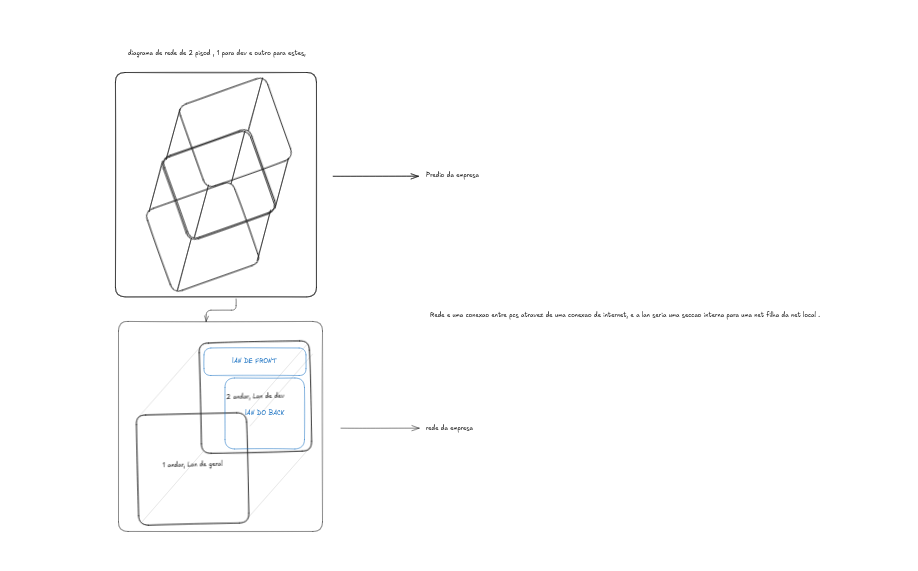 diagrama de rede de 2 pisod , 1 para dev e outro para estes,
Predio da empresa
Rede e uma conexao entre pcs atravez de uma conexao de internet, e a lan seria uma seccao interna para uma net filha da net local .
lAN DE FRONT
2 andar, Lan de dev
lAN DO BACK
1 andar, Lan de geral
rede da empresa